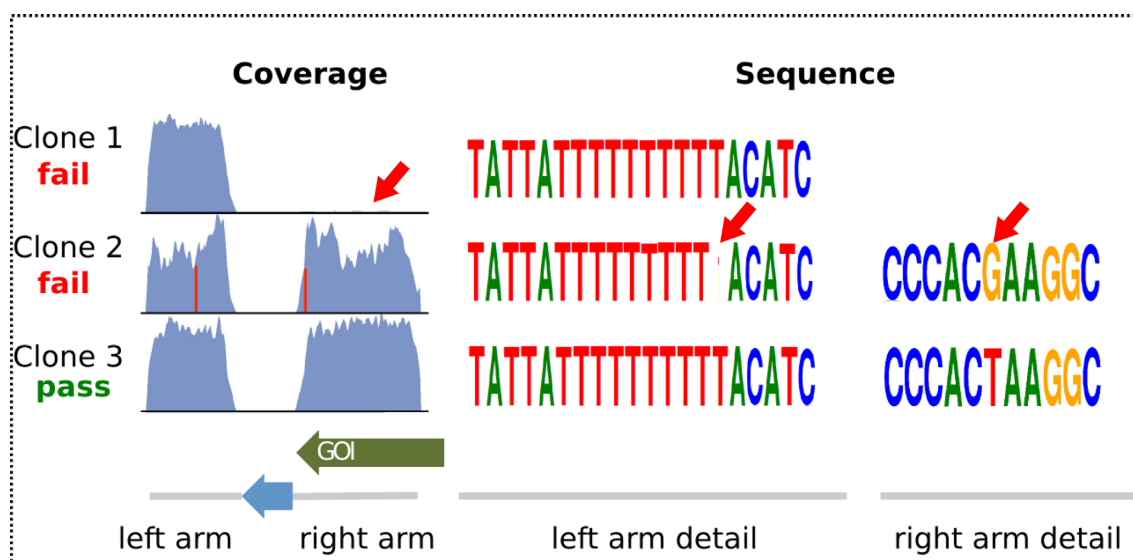 Coverage
Sequence
Clone 1
fail
TATTATTTTTTTTTTACATC
Clone 2
fail
TATTATTTTTTTTT ACATC
CCCACGAAGGC
Clone 3
pass
TATTATTTTTTTTTTACATC
CCCACTAAGGC
GOI
left arm
right arm
left arm detail
right arm detail